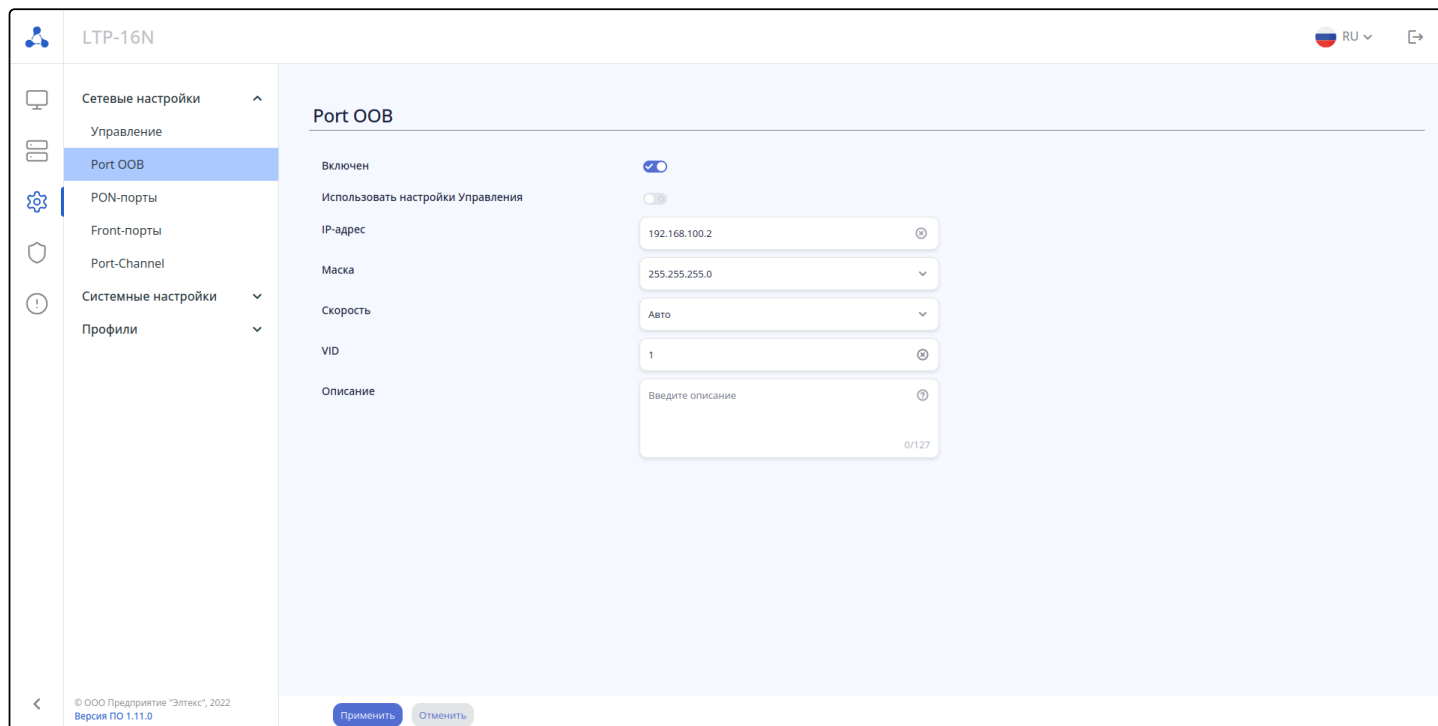 LTP-16N
RU
Сетевые настройки
Управление
Port OOB
PON-порты
Front-порты
Port-Channel
Системные настройки
Профили
Port OOB
Включен
Использовать настройки Управления
IP-адрес
192.168.100.2
Маска
255.255.255.0
Скорость
Авто
VID
1
Описание
Введите описание
0/127
© ООО Предприятие "Элтекс", 2022
Версия ПО 1.11.0
Применить
Отменить